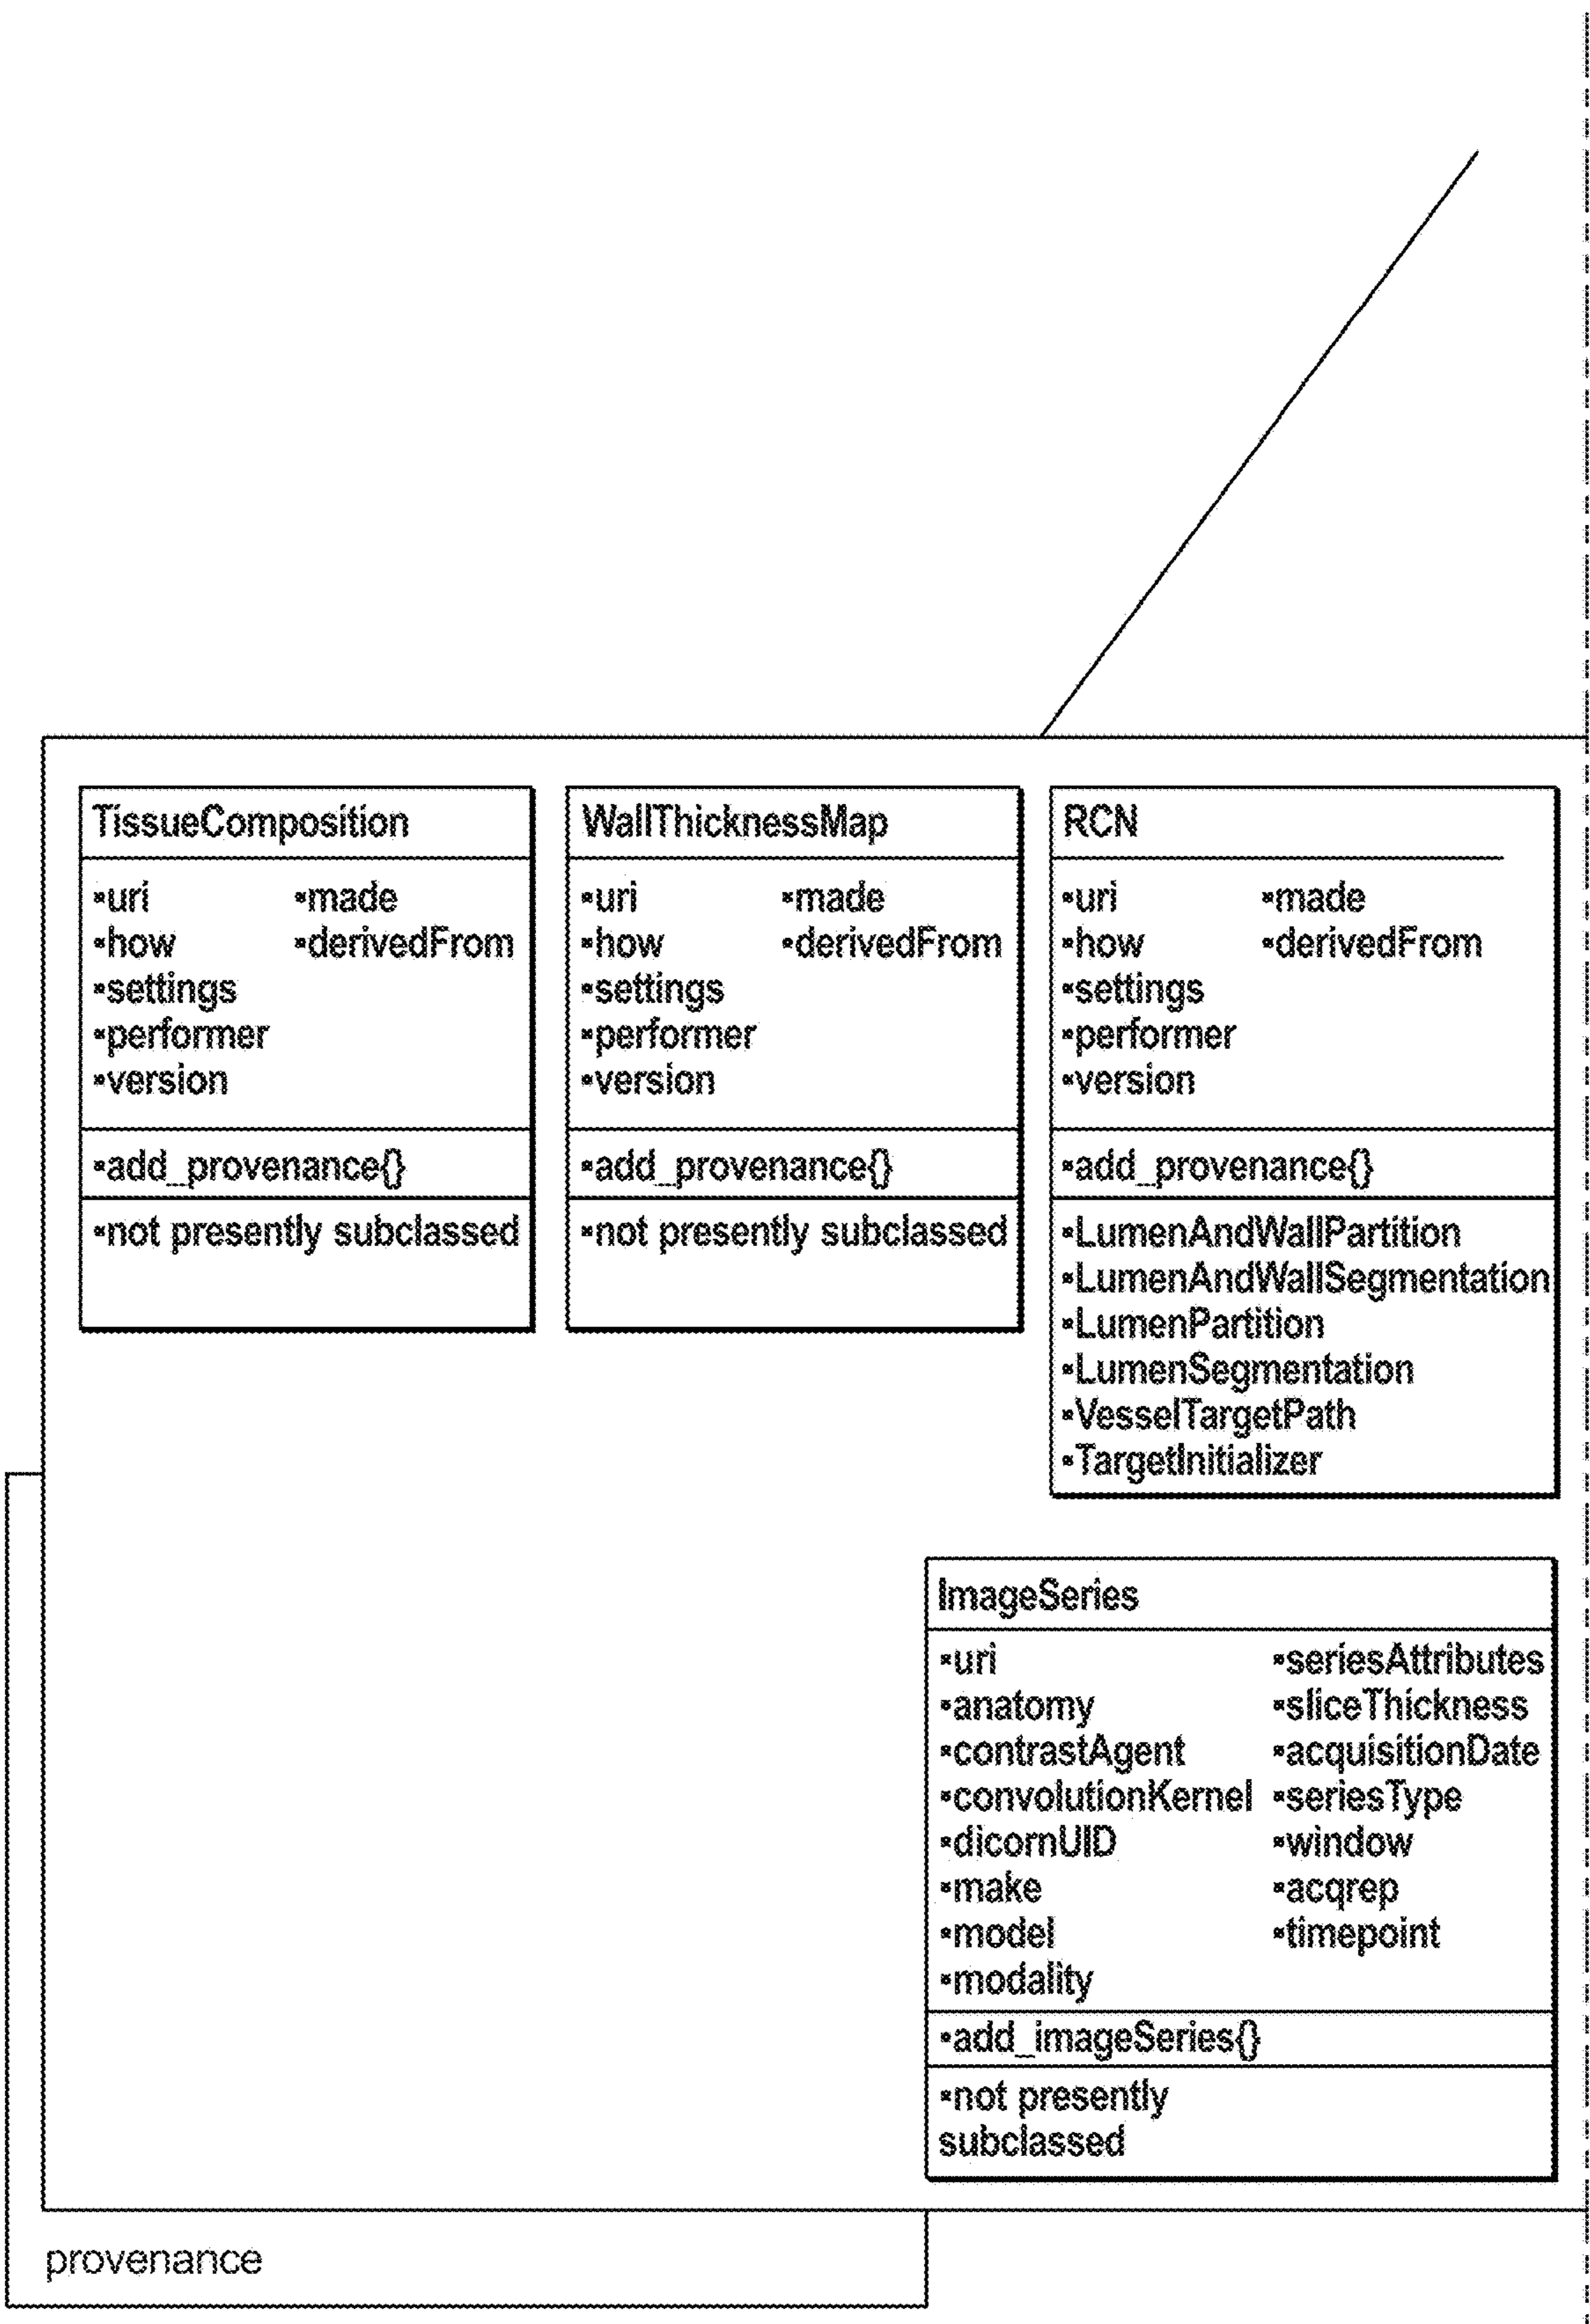 TissueComposition
▪uri ▪made
▪how ▪derivedFrom
▪settings
▪performer
▪version
▪add_provenance{}
▪not presently subclassed
WallThicknessMap
▪uri ▪made
▪how ▪derivedFrom
▪settings
▪performer
▪version
▪add_provenance{}
▪not presently subclassed
RCN
▪uri ▪made
▪how ▪derivedFrom
▪settings
▪performer
▪version
▪add_provenance{}
▪LumenAndWallPartition
▪LumenAndWallSegmentation
▪LumenPartition
▪LumenSegmentation
▪VesselTargetPath
▪TargetInitializer
ImageSeries
▪uri ▪seriesAttributes
▪anatomy ▪sliceThickness
▪contrastAgent ▪acquisitionDate
▪convolutionKernel ▪seriesType
▪dicornUID ▪window
▪make ▪acqrep
▪model ▪timepoint
▪modality
▪add_imageSeries{}
▪not presently
subclassed
provenance